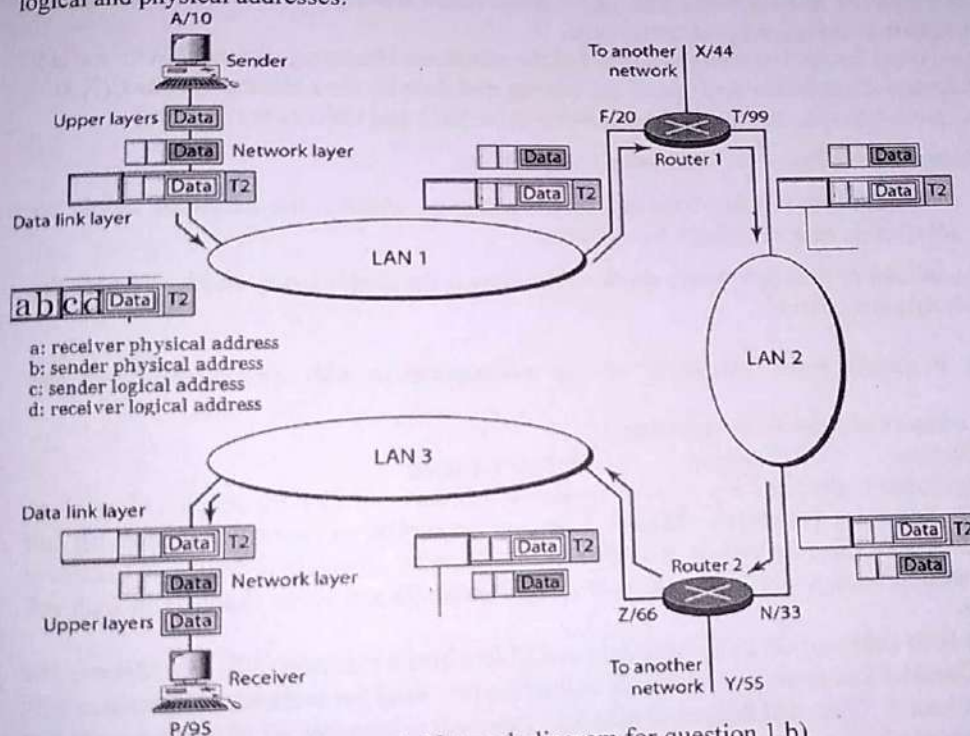 logical and physical addresses.
A/10
Sender
Upper layers Data
Data Network layer
Data T2
Data link layer
abcd Data T2
a: receiver physical address
b: sender physical address
c: sender logical address
d: receiver logical address
LAN 1
Data
Data T2
To another network
X/44
F/20
T/99
Router 1
Data
Data T2
LAN 2
Data T2
Data
Router 2
N/33
Z/66
To another network
Y/55
Data T2
Data
LAN 3
Data link layer
Data T2
Data Network layer
Upper layers Data
Receiver
P/95
for question 1.b)